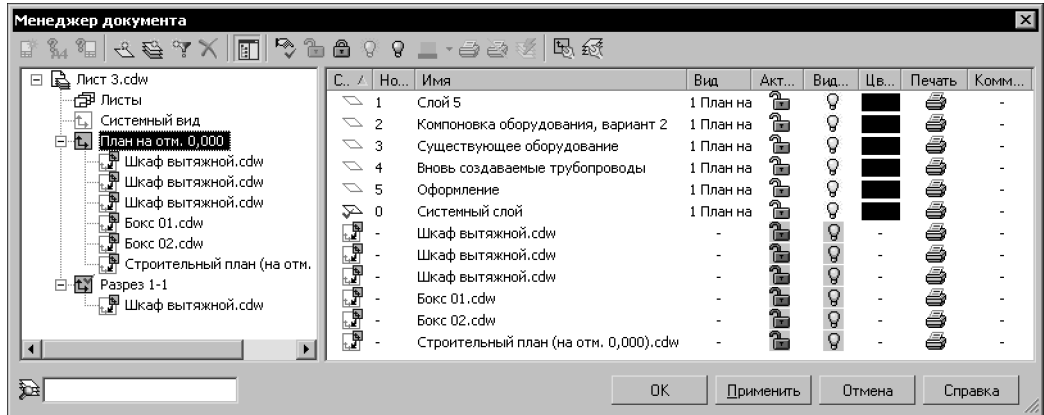 Менеджер документа
Лист 3.cdw
Листы
Системный вид
План на отм. 0,000
Шкаф вытяжной.cdw
Шкаф вытяжной.cdw
Шкаф вытяжной.cdw
Бокс 01.cdw
Бокс 02.cdw
Строительный план (на отм.
Разрез 1-1
Шкаф вытяжной.cdw
С.. Но... Имя Вид Акт... Вид... Цв... Печать Комм...
1 Слой 5 1 План на -
2 Компоновка оборудования, вариант 2 1 План на -
3 Существующее оборудование 1 План на -
4 Вновь создаваемые трубопроводы 1 План на -
5 Оформление 1 План на -
0 Системный слой 1 План на -
- Шкаф вытяжной.cdw - - -
- Шкаф вытяжной.cdw - - -
- Шкаф вытяжной.cdw - - -
- Бокс 01.cdw - - -
- Бокс 02.cdw - - -
- Строительный план (на отм. 0,000).cdw - - -
OK Применить Отмена Справка